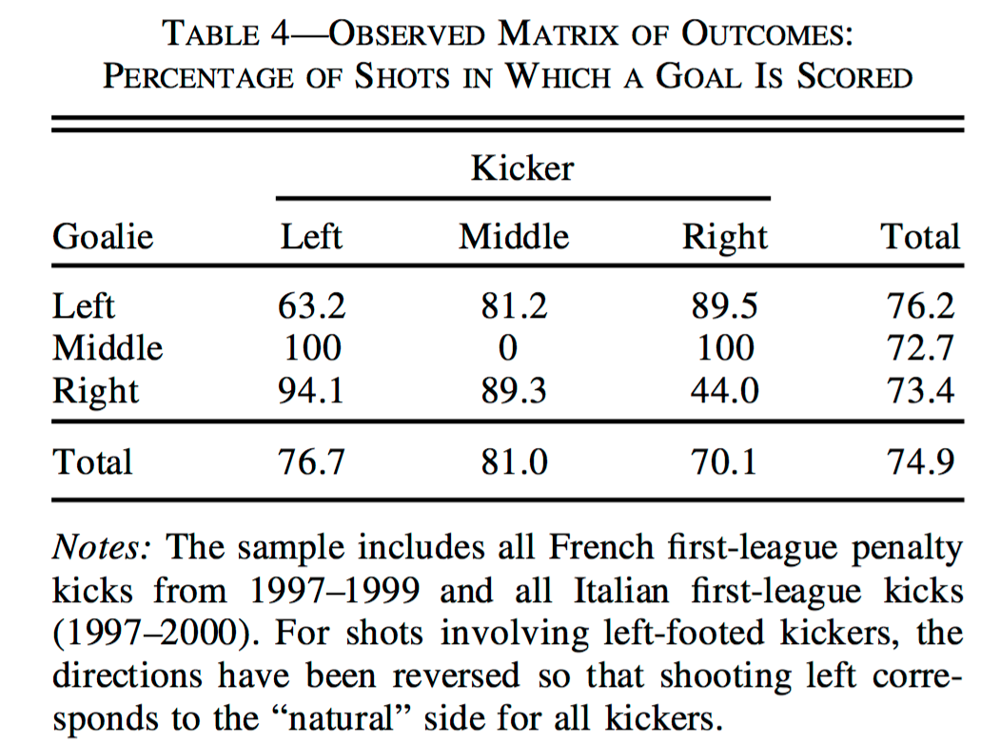 TABLE 4—OBSERVED MATRIX OF OUTCOMES:
PERCENTAGE OF SHOTS IN WHICH A GOAL IS SCORED
Kicker
Goalie Left Middle Right Total
Left 63.2 81.2 89.5 76.2
Middle 100 0 100 72.7
Right 94.1 89.3 44.0 73.4
Total 76.7 81.0 70.1 74.9
Notes: The sample includes all French first-league penalty
kicks from 1997–1999 and all Italian first-league kicks
(1997–2000). For shots involving left-footed kickers, the
directions have been reversed so that shooting left corre-
sponds to the “natural” side for all kickers.